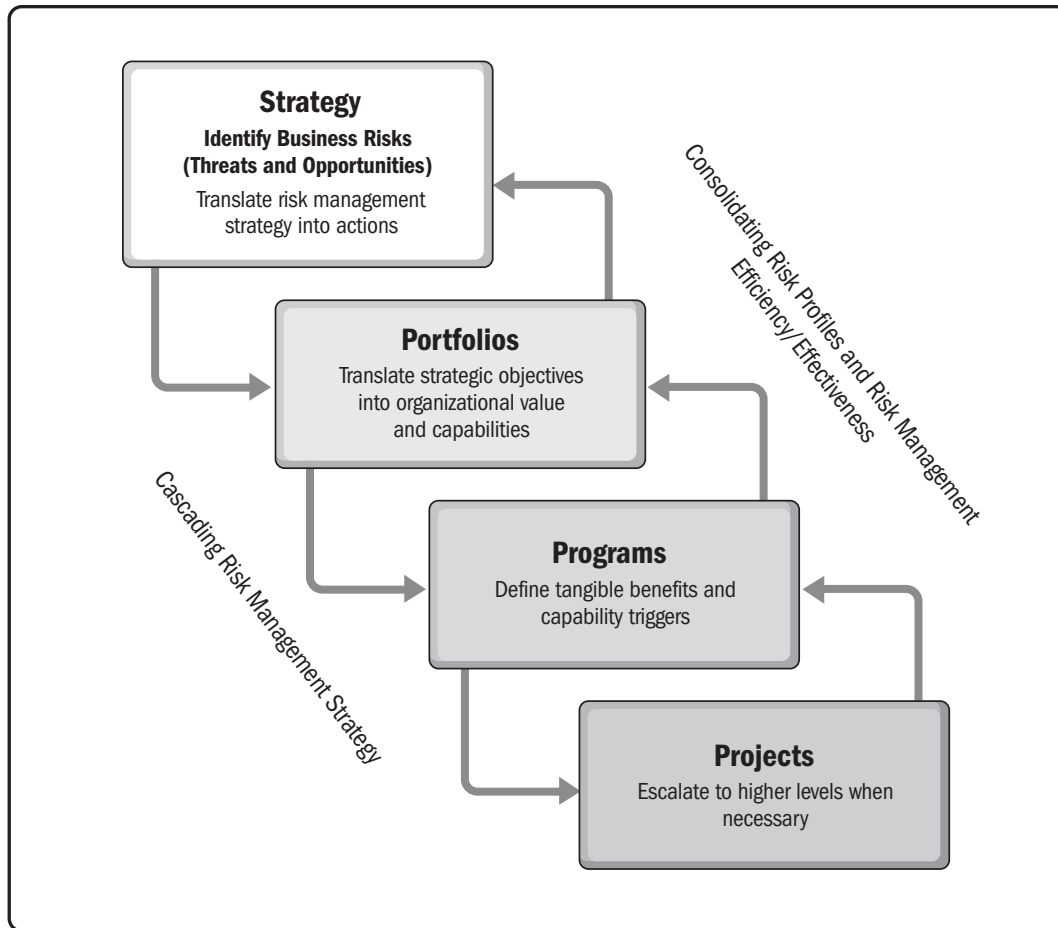 Strategy
Identify Business Risks
(Threats and Opportunities)
Translate risk management
strategy into actions
Portfolios
Translate strategic objectives
into organizational value
and capabilities
Programs
Define tangible benefits and
capability triggers
Projects
Escalate to higher levels when
necessary
Cascading Risk Management Strategy
Consolidating Risk Profiles and Risk Management
Efficiency/Effectiveness